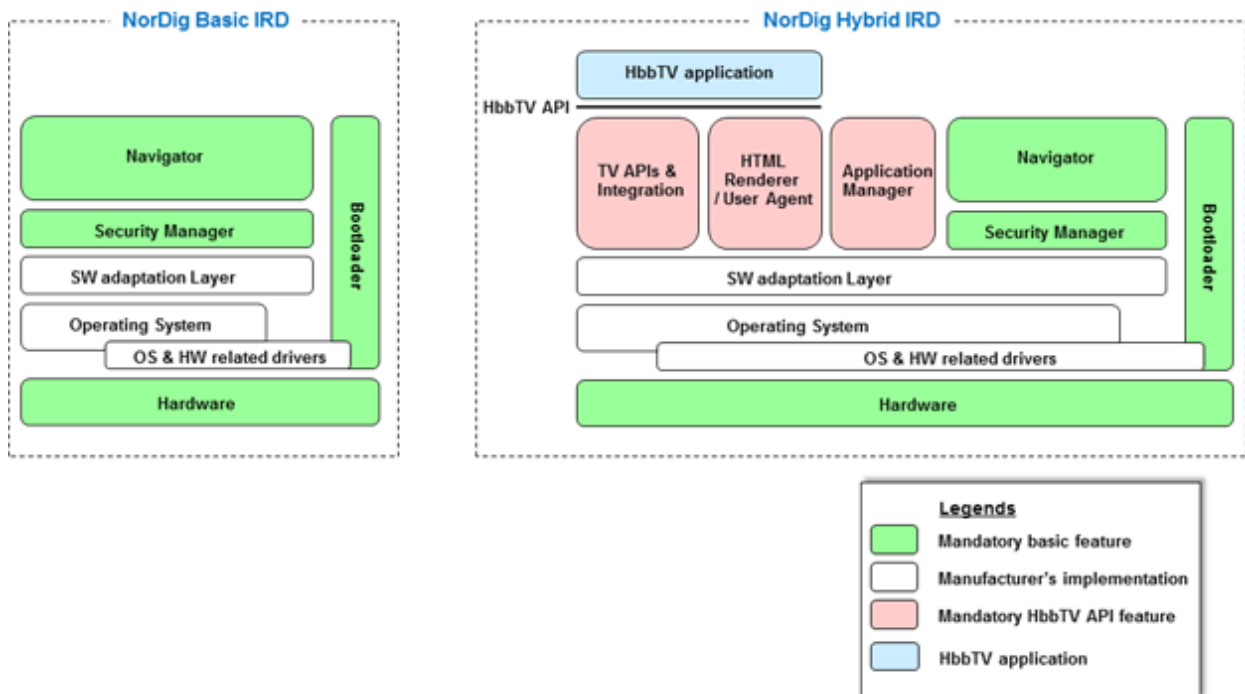 NorDig Basic IRD
Navigator
Security Manager
SW adaptation Layer
Operating System
OS & HW related drivers
Hardware
Bootloader
NorDig Hybrid IRD
HbbTV application
HbbTV API
TV APIs &
Integration
HTML
Renderer
/ User Agent
Application
Manager
Navigator
Security Manager
SW adaptation Layer
Operating System
OS & HW related drivers
Hardware
Bootloader
Legends
Mandatory basic feature
Manufacturer's implementation
Mandatory HbbTV API feature
HbbTV application